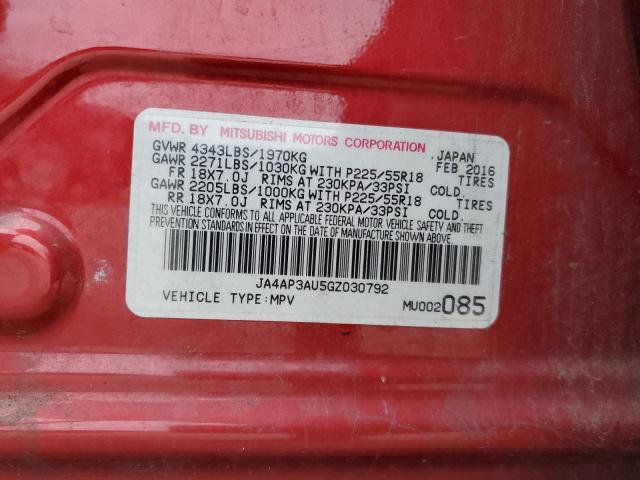 MFD. BY MITSUBISHI MOTORS CORPORATION JAPAN
GVWR 4343LBS/1970KG FEB 2016
GAWR 2271LBS/1030KG WITH P225/55R18 TIRES
FR 18X7.0J RIMS AT 230KPA/33PSI COLD.
GAWR 2205LBS/1000KG WITH P225/55R18 TIRES
RR 18X7.0J RIMS AT 230KPA/33PSI COLD.
THIS VEHICLE CONFORMS TO ALL APPLICABLE FEDERAL MOTOR VEHICLE SAFETY AND THEFT
PREVENTION STANDARDS IN EFFECT ON THE DATE OF MANUFACTURE SHOWN ABOVE.
JA4AP3AU5GZ030792
VEHICLE TYPE:MPV MU002085